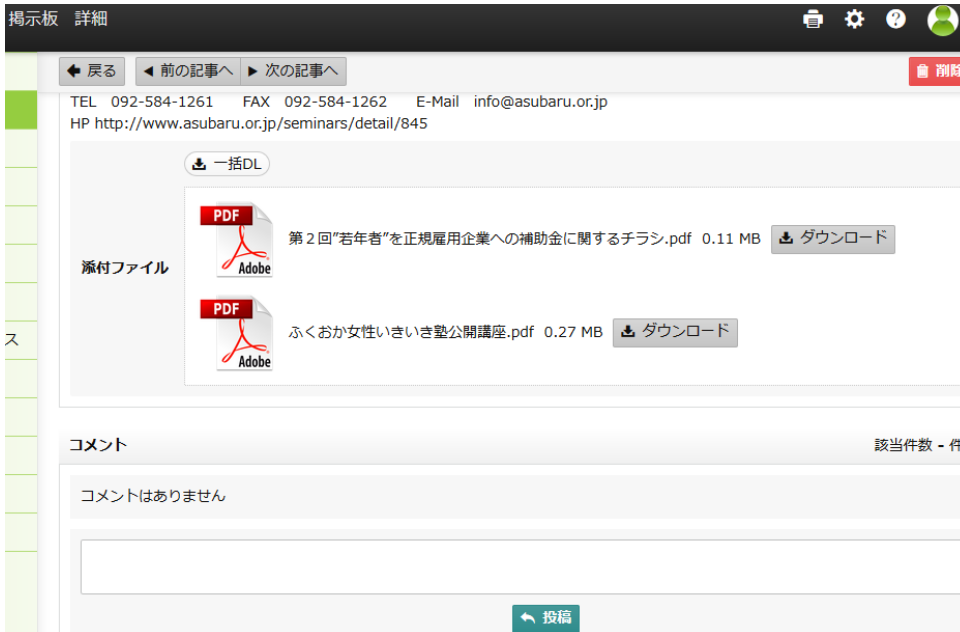 掲示板 詳細
戻る 前の記事へ 次の記事へ 削除
TEL 092-584-1261 FAX 092-584-1262 E-Mail info@asubaru.or.jp
HP http://www.asubaru.or.jp/seminars/detail/845
一括DL
添付ファイル
PDF
Adobe
第２回”若年者”を正規雇用企業への補助金に関するチラシ.pdf 0.11 MB ダウンロード
PDF
Adobe
ふくおか女性いきいき塾公開講座.pdf 0.27 MB ダウンロード
ス
コメント 該当件数 - 件
コメントはありません
投稿